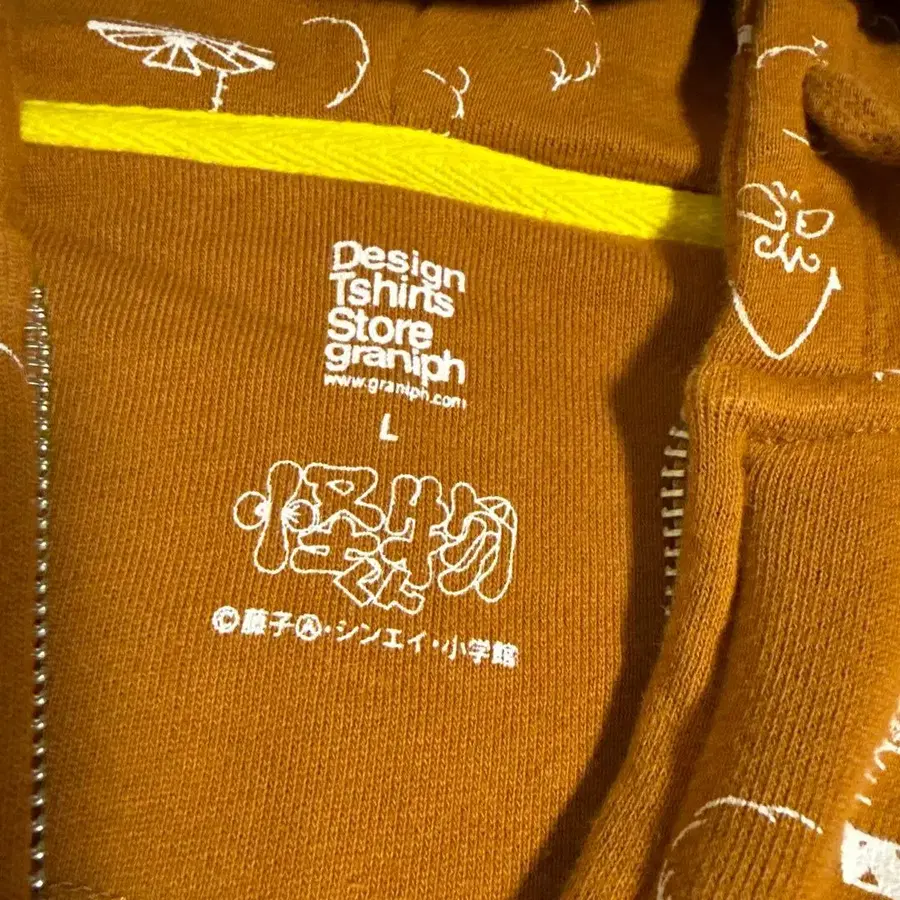 Design
Tshirts
Store
graniph
www.graniph.com
L
怪物
くん
©藤子Ⓐ・シンエイ・小学館